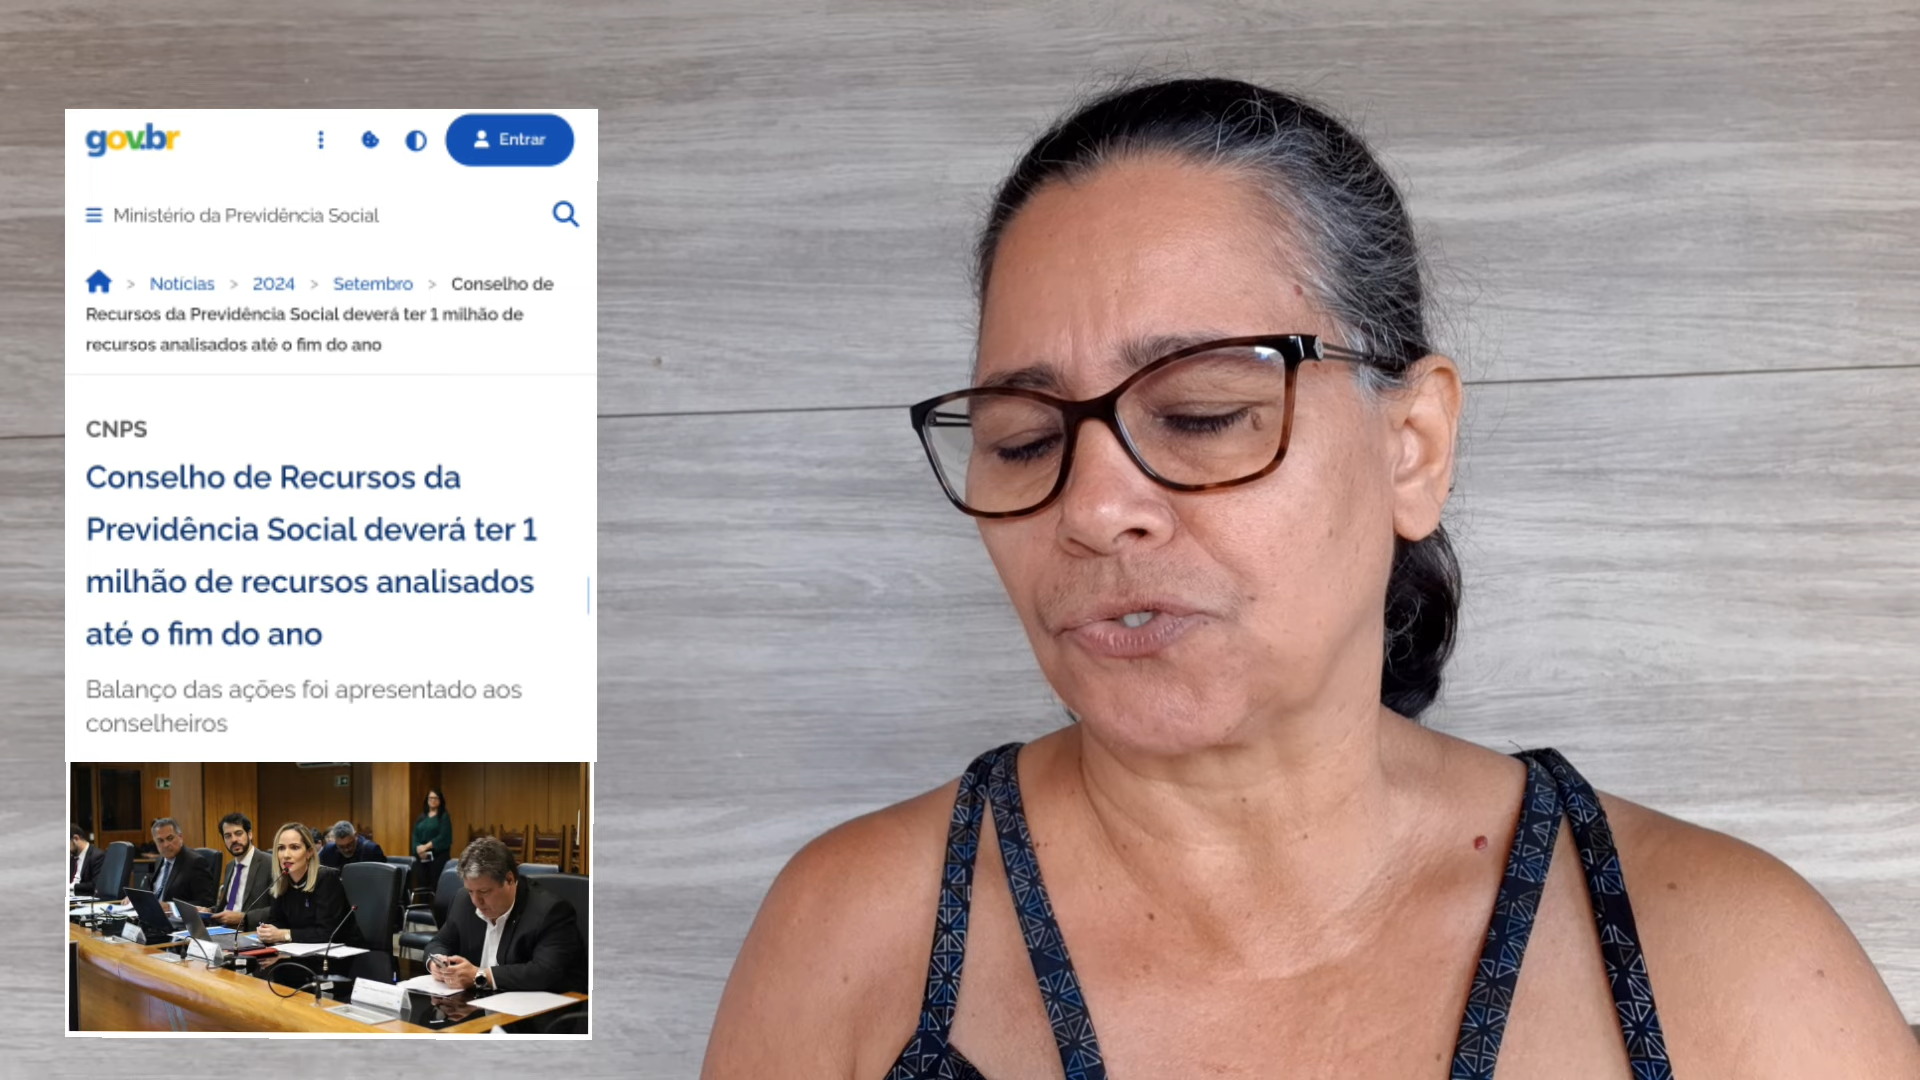 gov.br
Entrar
Ministério da Previdência Social
> Notícias > 2024 > Setembro > Conselho de
Recursos da Previdência Social deverá ter 1 milhão de
recursos analisados até o fim do ano
CNPS
Conselho de Recursos da
Previdência Social deverá ter 1
milhão de recursos analisados
até o fim do ano
Balanço das ações foi apresentado aos
conselheiros